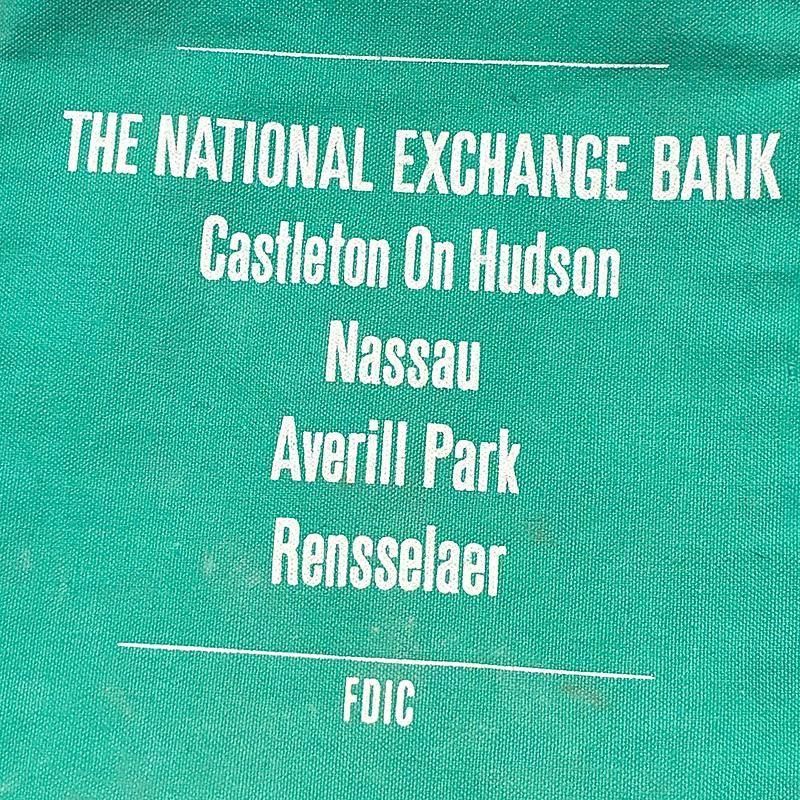 THE NATIONAL EXCHANGE BANK
Castleton On Hudson
Nassau
Averill Park
Rensselaer
FDIC